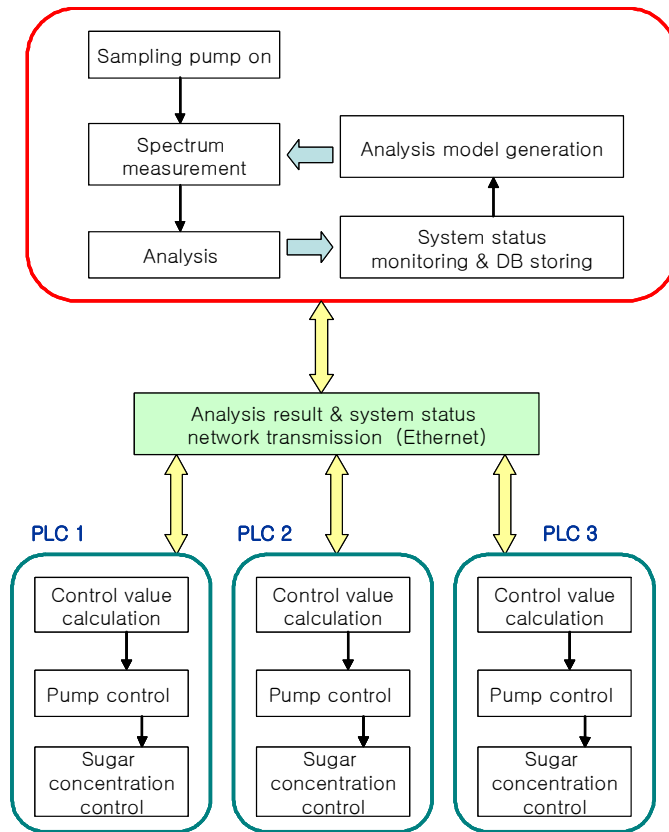 Sampling pump on
Spectrum
measurement
Analysis model generation
Analysis
System status
monitoring & DB storing
Analysis result & system status
network transmission (Ethernet)
PLC 1
PLC 2
PLC 3
Control value
calculation
Pump control
Sugar
concentration
control
Control value
calculation
Pump control
Sugar
concentration
control
Control value
calculation
Pump control
Sugar
concentration
control